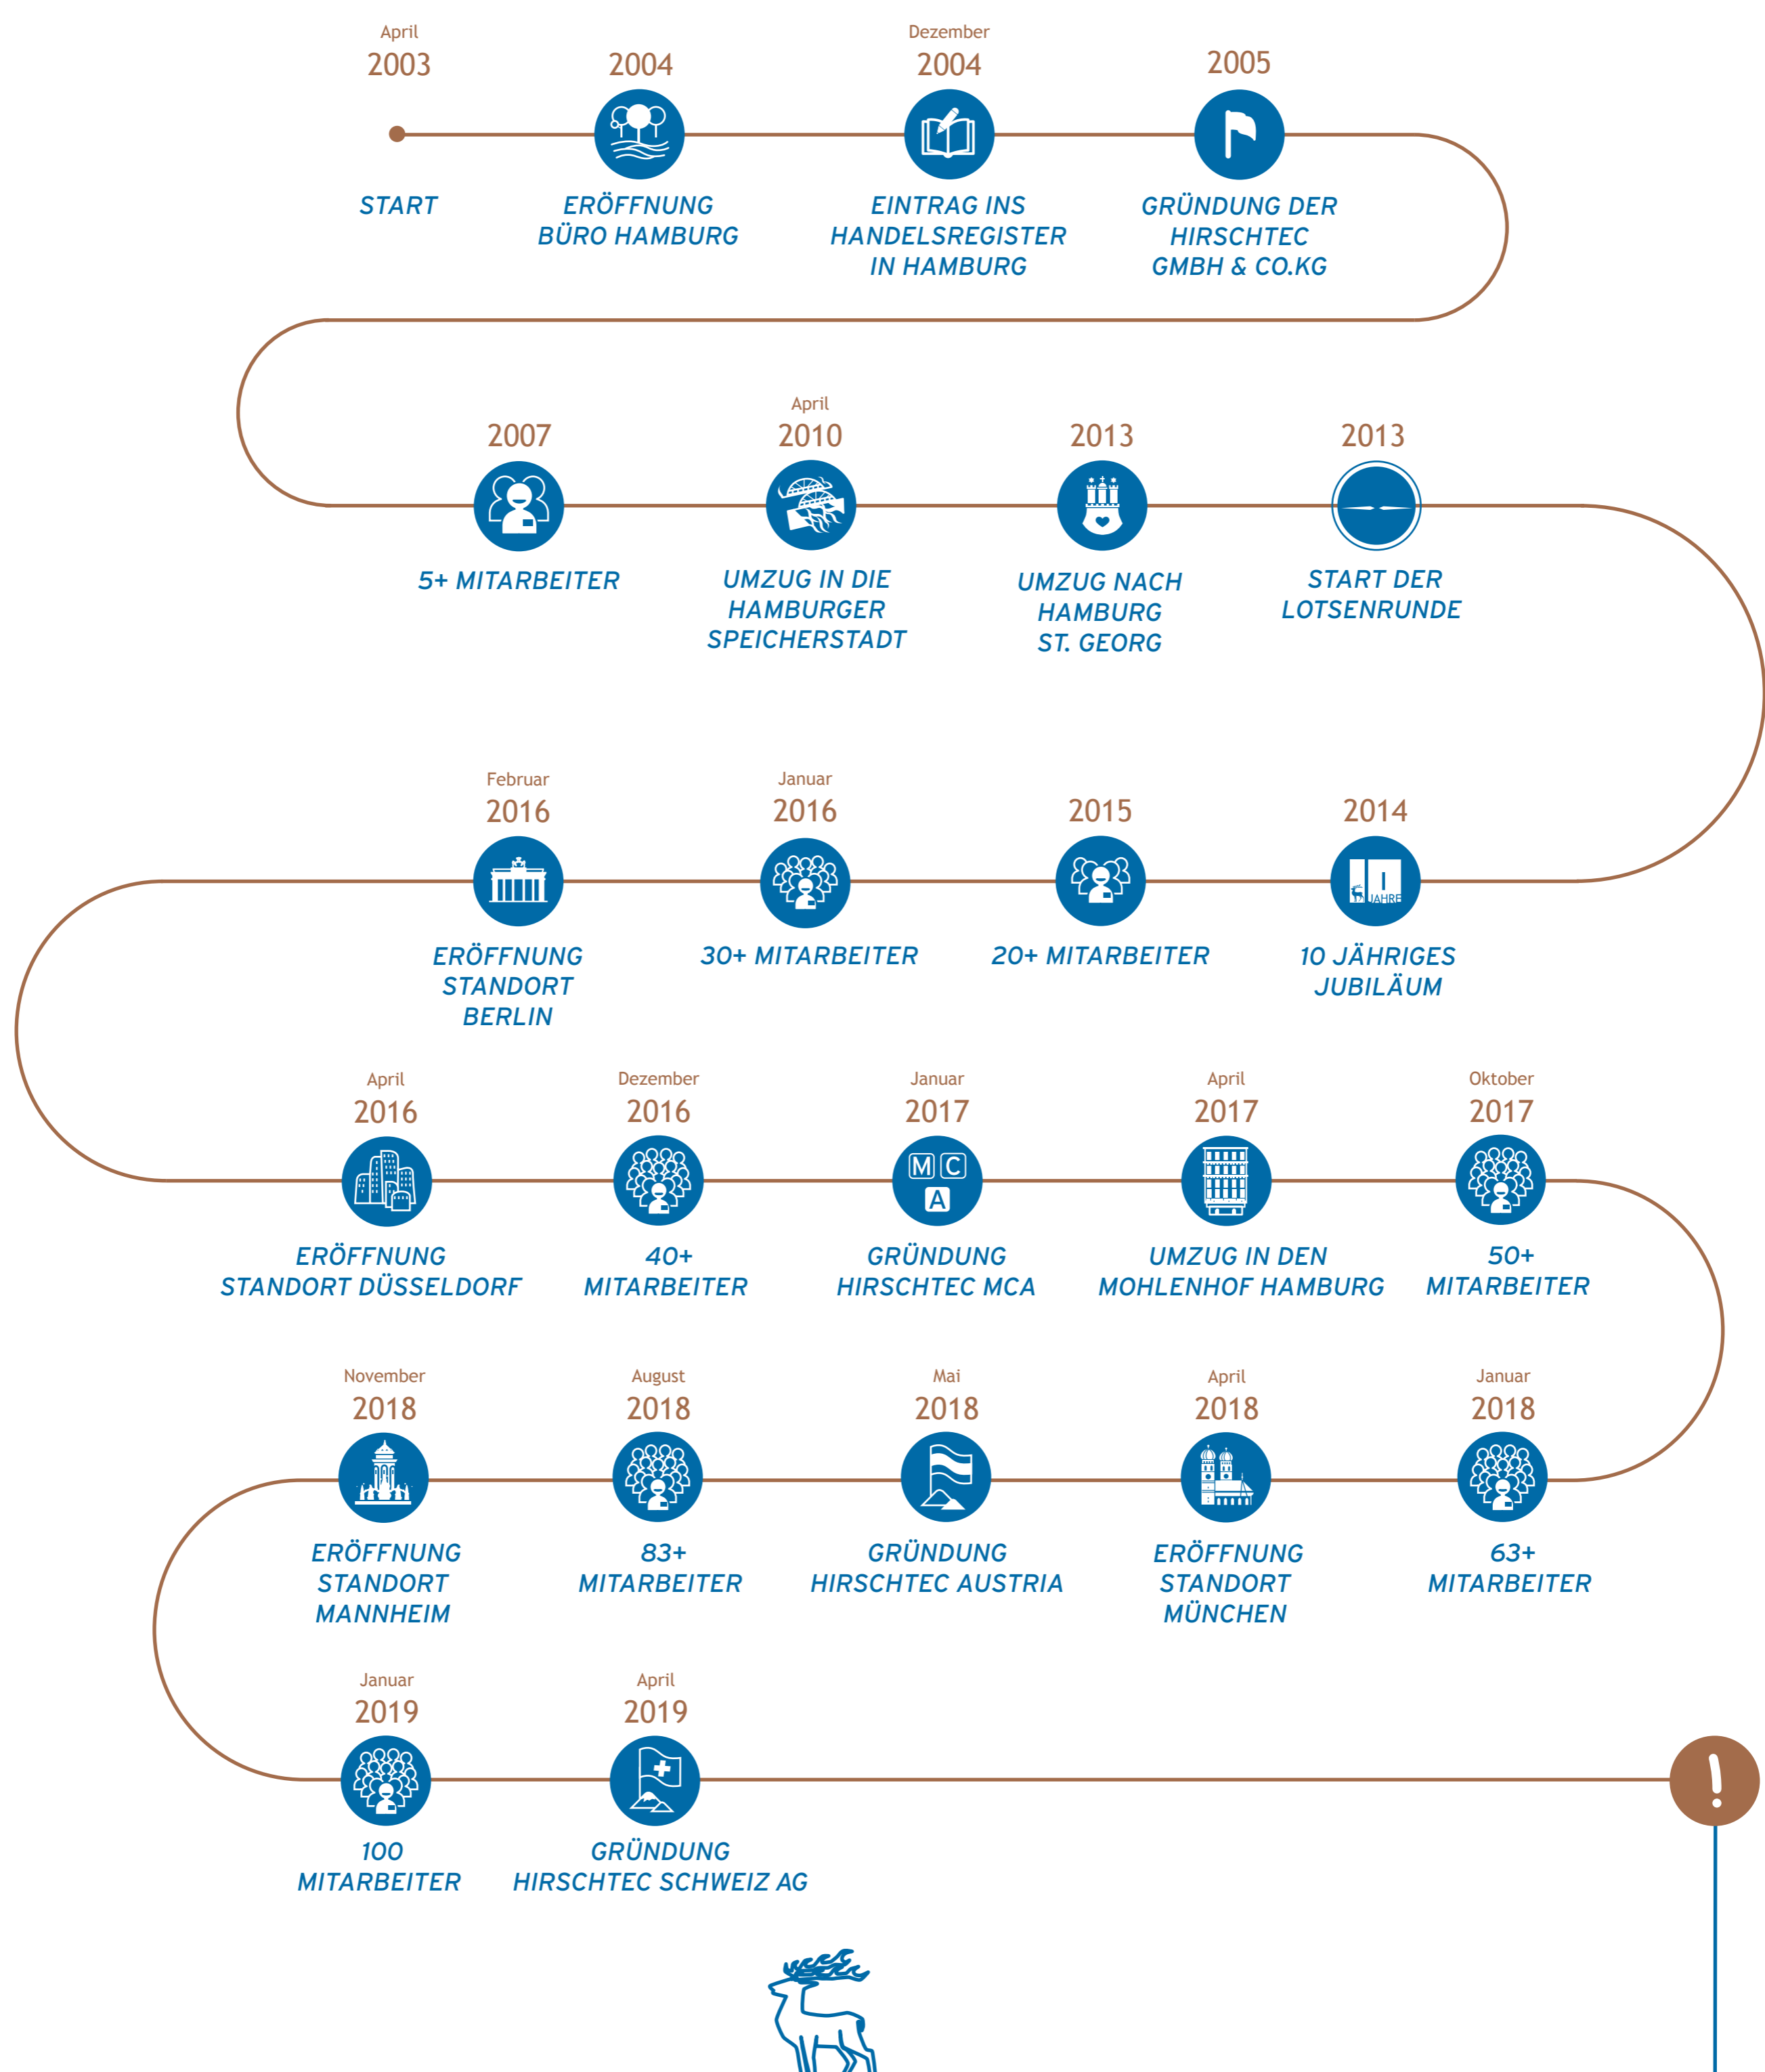 April
2003
START
2004
ERÖFFNUNG
BÜRO HAMBURG
Dezember
2004
EINTRAG INS
HANDELSREGISTER
IN HAMBURG
2005
GRÜNDUNG DER
HIRSCHTEC
GMBH & CO.KG
2007
5+ MITARBEITER
April
2010
UMZUG IN DIE
HAMBURGER
SPEICHERSTADT
2013
UMZUG NACH
HAMBURG
ST. GEORG
2013
START DER
LOTSENRUNDE
2014
I
JAHRE
10 JÄHRIGES
JUBILÄUM
2015
20+ MITARBEITER
Januar
2016
30+ MITARBEITER
Februar
2016
ERÖFFNUNG
STANDORT
BERLIN
April
2016
ERÖFFNUNG
STANDORT DÜSSELDORF
Dezember
2016
40+
MITARBEITER
Januar
2017
M C
A
GRÜNDUNG
HIRSCHTEC MCA
April
2017
UMZUG IN DEN
MOHLENHOF HAMBURG
Oktober
2017
50+
MITARBEITER
Januar
2018
63+
MITARBEITER
April
2018
ERÖFFNUNG
STANDORT
MÜNCHEN
Mai
2018
GRÜNDUNG
HIRSCHTEC AUSTRIA
August
2018
83+
MITARBEITER
November
2018
ERÖFFNUNG
STANDORT
MANNHEIM
Januar
2019
100
MITARBEITER
April
2019
GRÜNDUNG
HIRSCHTEC SCHWEIZ AG
!